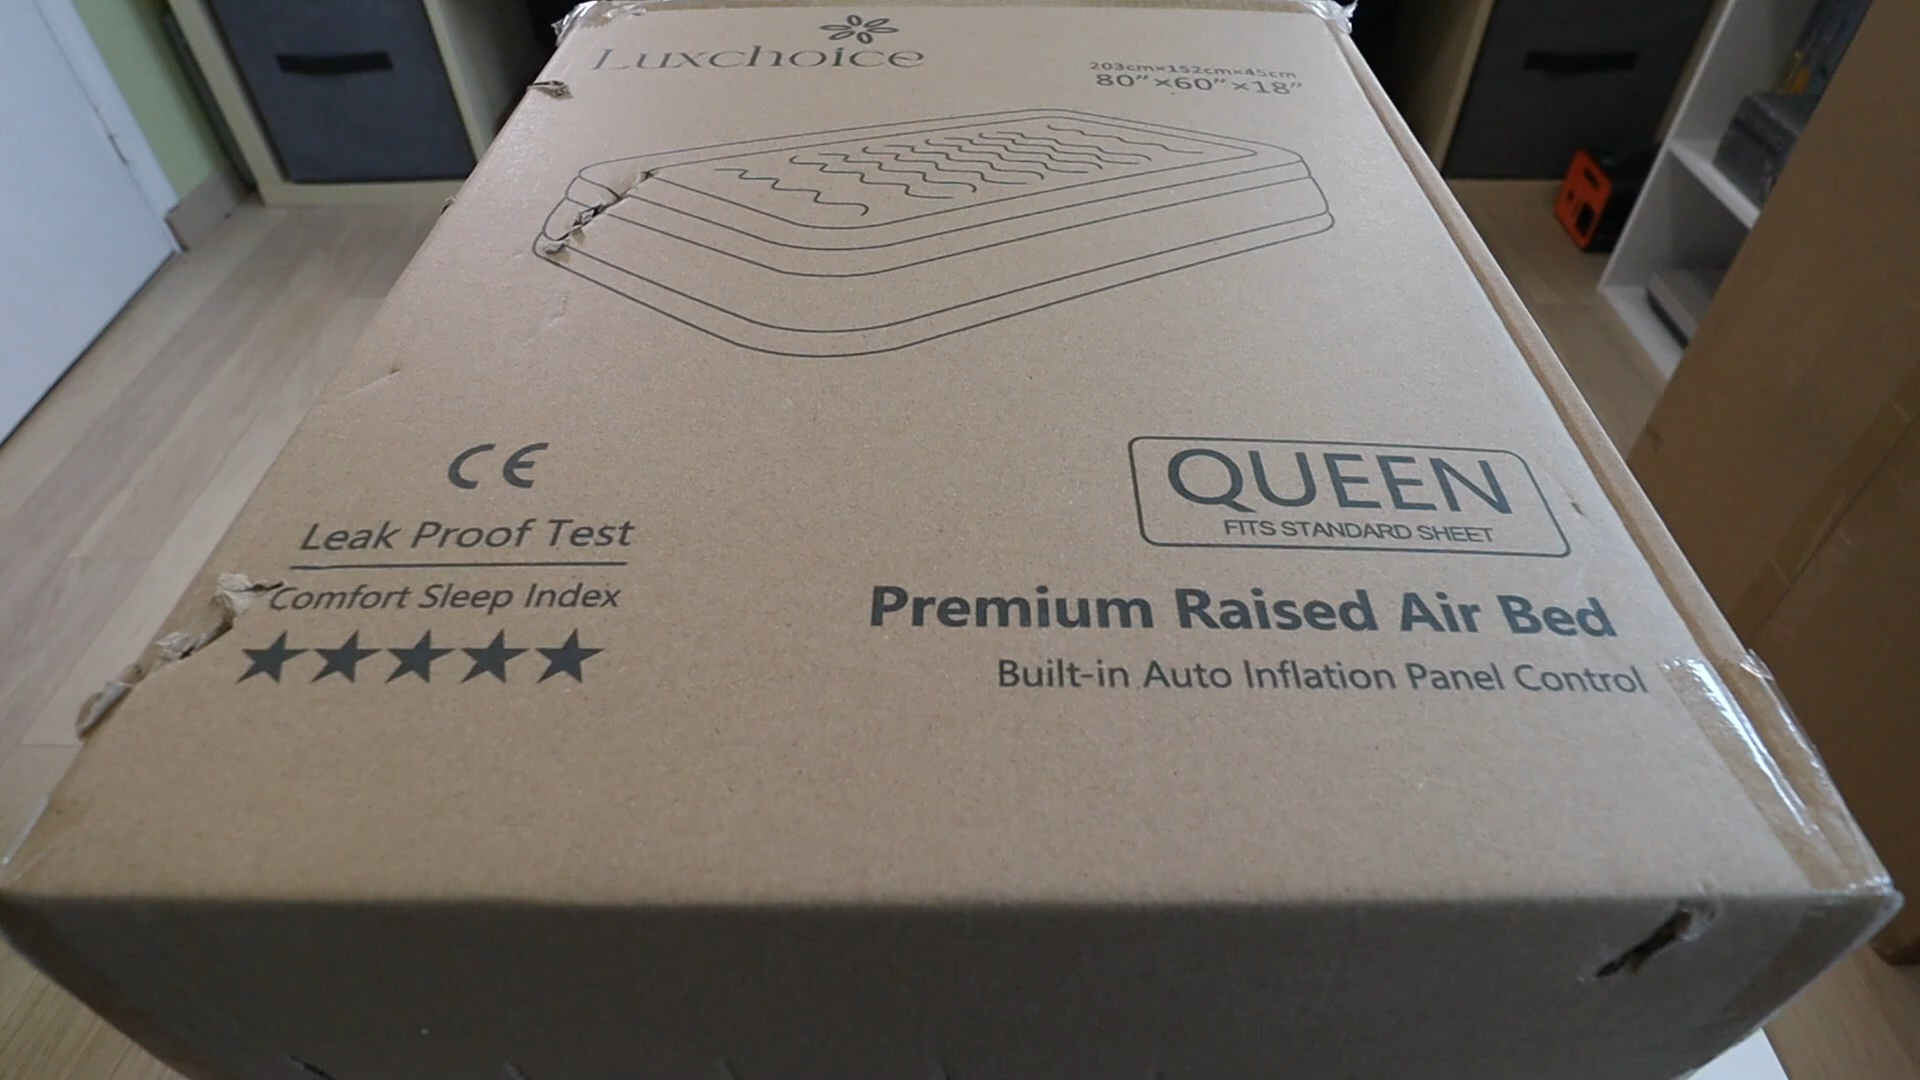 Luxchoice
203cm×152cm×45cm
80”×60”×18”
CE
Leak Proof Test
Comfort Sleep Index
QUEEN
FITS STANDARD SHEET
Premium Raised Air Bed
Built-in Auto Inflation Panel Control